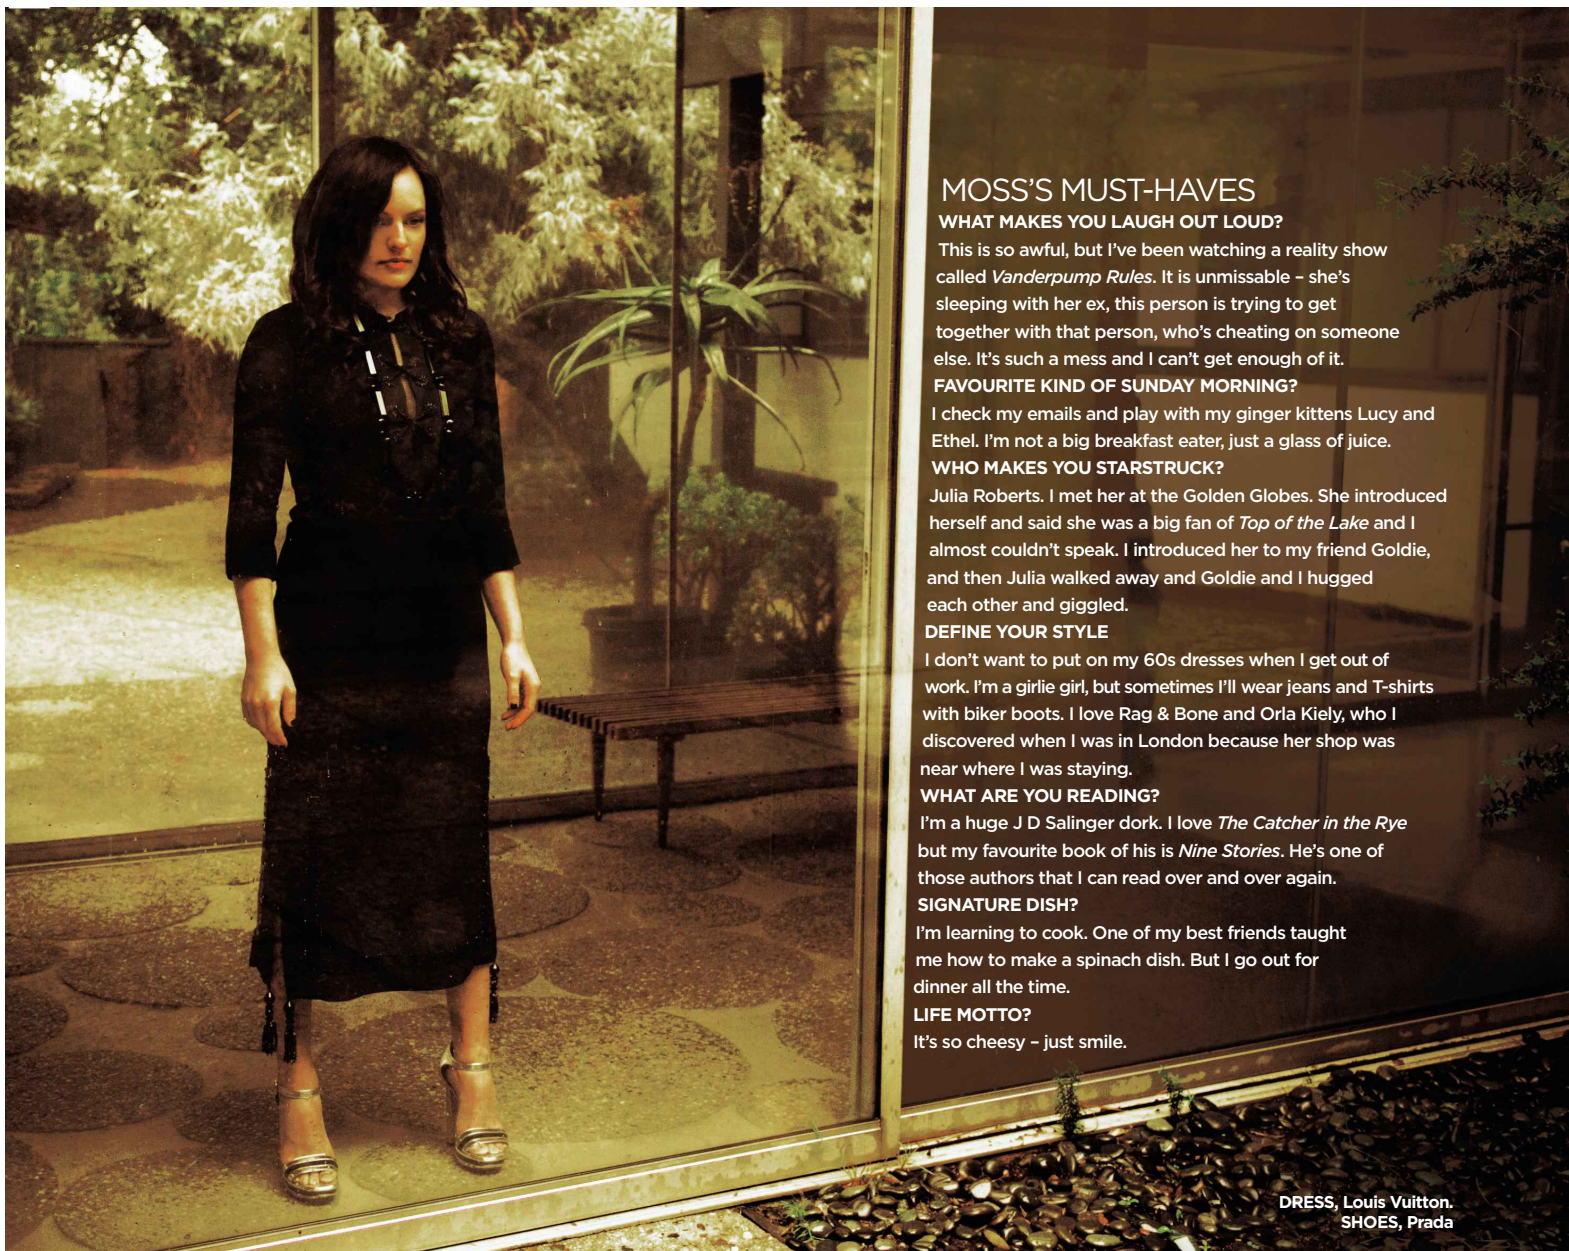 MOSS'S MUST-HAVES
WHAT MAKES YOU LAUGH OUT LOUD?
This is so awful, but I've been watching a reality show
called Vanderpump Rules. It is unmissable – she's
sleeping with her ex, this person is trying to get
together with that person, who's cheating on someone
else. It's such a mess and I can't get enough of it.
FAVOURITE KIND OF SUNDAY MORNING?
I check my emails and play with my ginger kittens Lucy and
Ethel. I'm not a big breakfast eater, just a glass of juice.
WHO MAKES YOU STARSTRUCK?
Julia Roberts. I met her at the Golden Globes. She introduced
herself and said she was a big fan of Top of the Lake and I
almost couldn't speak. I introduced her to my friend Goldie,
and then Julia walked away and Goldie and I hugged
each other and giggled.
DEFINE YOUR STYLE
I don't want to put on my 60s dresses when I get out of
work. I'm a girlie girl, but sometimes I'll wear jeans and T-shirts
with biker boots. I love Rag & Bone and Orla Kiely, who I
discovered when I was in London because her shop was
near where I was staying.
WHAT ARE YOU READING?
I'm a huge J D Salinger dork. I love The Catcher in the Rye
but my favourite book of his is Nine Stories. He's one of
those authors that I can read over and over again.
SIGNATURE DISH?
I'm learning to cook. One of my best friends taught
me how to make a spinach dish. But I go out for
dinner all the time.
LIFE MOTTO?
It's so cheesy – just smile.
DRESS, Louis Vuitton.
SHOES, Prada